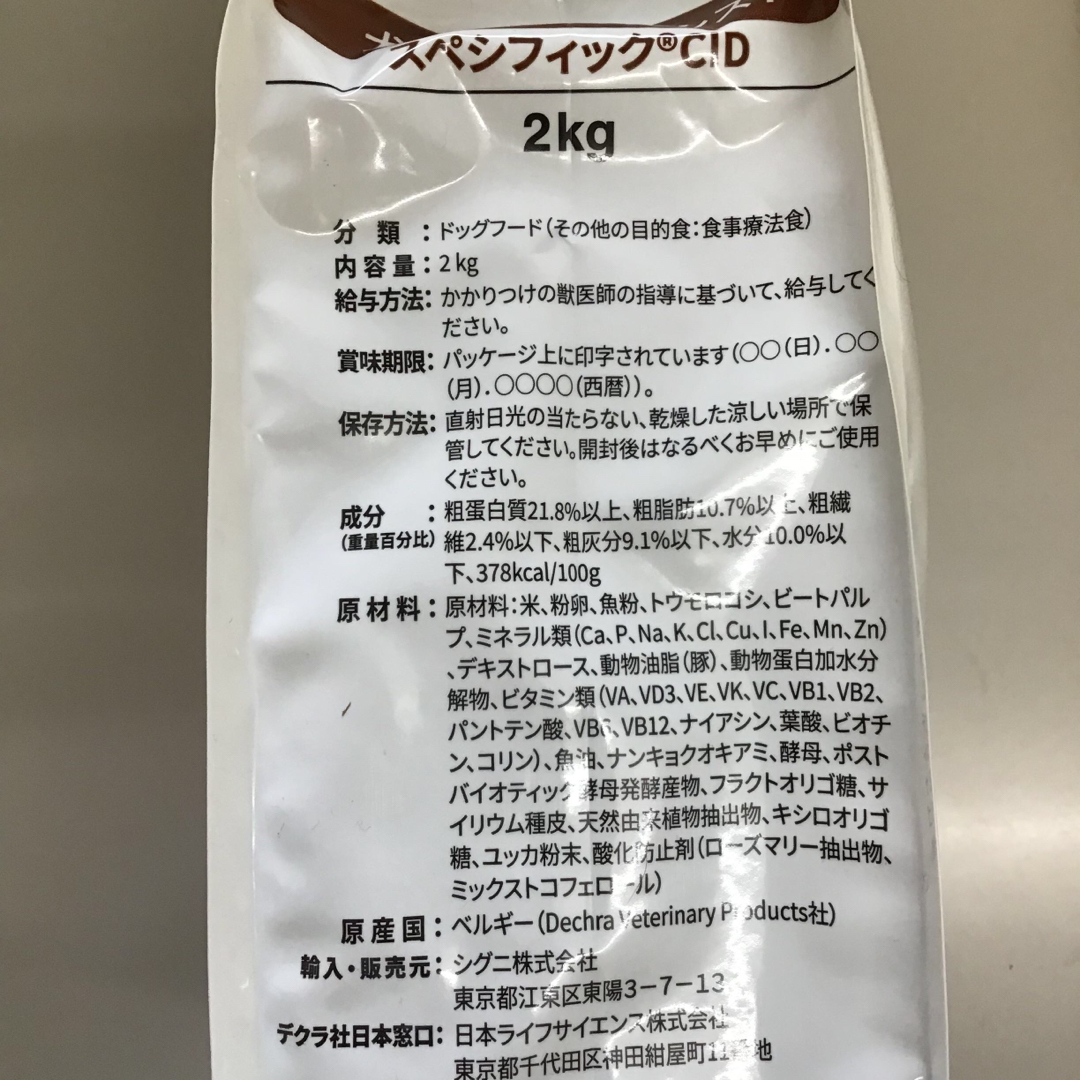 スペシフィック®CID
2kg
分類：ドッグフード（その他の目的食：食事療法食）
内容量：2kg
給与方法：かかりつけの獣医師の指導に基づいて、給与してく
ださい。
賞味期限：パッケージ上に印字されています（○○（日）.○○
（月）.○○○○（西暦））。
保存方法：直射日光の当たらない、乾燥した涼しい場所で保
管してください。開封後はなるべくお早めにご使用
ください。
成分：粗蛋白質21.8%以上、粗脂肪10.7%以上、粗繊
（重量百分比）維2.4%以下、粗灰分9.1%以下、水分10.0%以
下、378kcal/100g
原材料：原材料：米、粉卵、魚粉、トウモロコシ、ビートパル
プ、ミネラル類（Ca、P、Na、K、Cl、Cu、I、Fe、Mn、Zn）
、デキストロース、動物油脂（豚）、動物蛋白加水分
解物、ビタミン類（VA、VD3、VE、VK、VC、VB1、VB2、
パントテン酸、VB6、VB12、ナイアシン、葉酸、ビオチ
ン、コリン）、魚油、ナンキョクオキアミ、酵母、ポスト
バイオティック酵母発酵産物、フラクトオリゴ糖、サ
イリウム種皮、天然由来植物抽出物、キシロオリゴ
糖、ユッカ粉末、酸化防止剤（ローズマリー抽出物、
ミックストコフェロール）
原産国：ベルギー（Dechra Veterinary Products社）
輸入・販売元：シグニ株式会社
東京都江東区東陽3-7-13
デクラ社日本窓口：日本ライフサイエンス株式会社
東京都千代田区神田紺屋町11番地